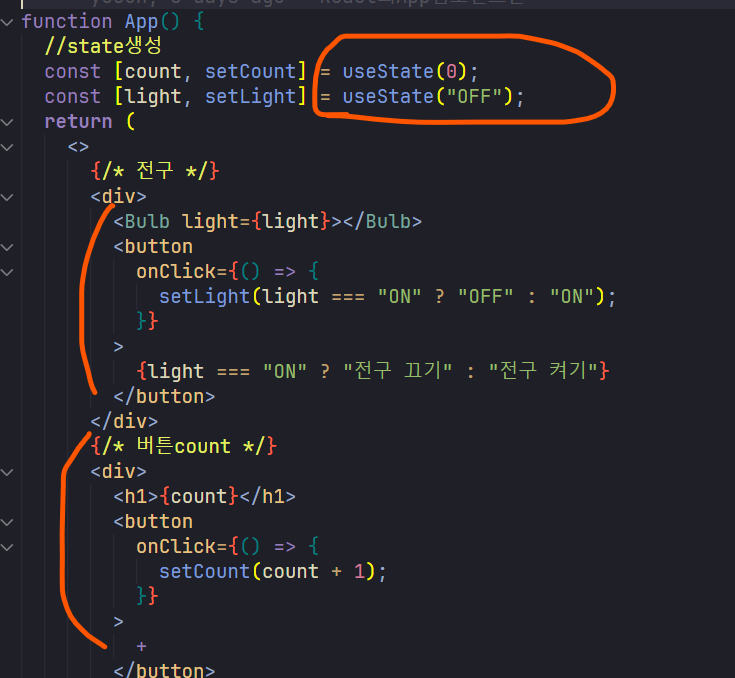 function App() {
//state생성
const [count, setCount] = useState(0);
const [light, setLight] = useState("OFF");
return (
<>
{/* 전구 */}
<div>
<Bulb light={light}></Bulb>
<button
onClick={() => {
setLight(light === "ON" ? "OFF" : "ON");
}}
>
{light === "ON" ? "전구 끄기" : "전구 켜기"}
</button>
</div>
{/* 버튼count */}
<div>
<h1>{count}</h1>
<button
onClick={() => {
setCount(count + 1);
}}
>
+
</button>